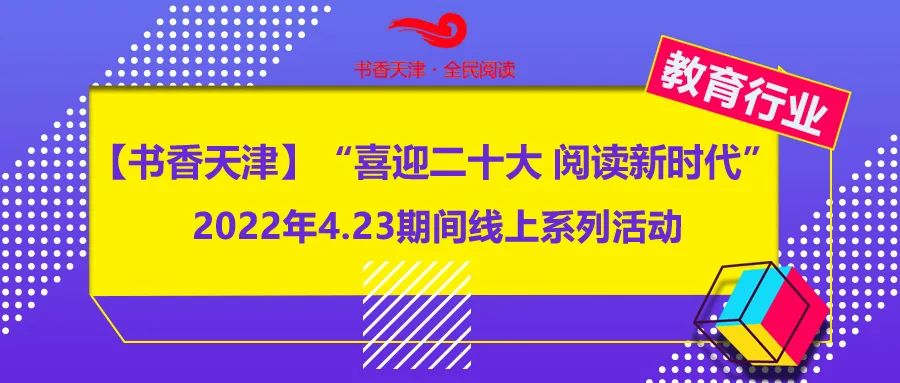 书香天津·全民阅读
教育行业
【书香天津】“喜迎二十大 阅读新时代”
2022年4.23期间线上系列活动